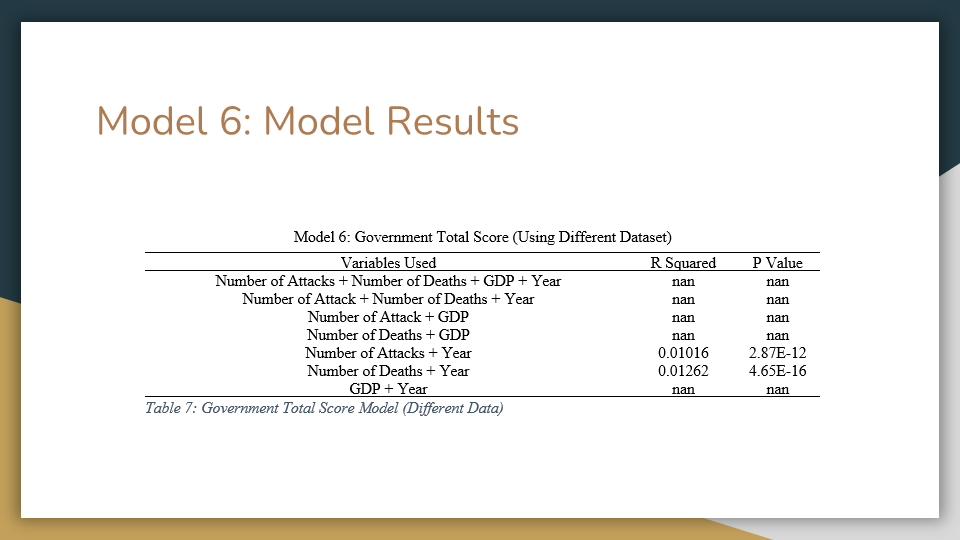 Model 6: Model Results
Model 6: Government Total Score (Using Different Dataset)
Variables Used R Squared P Value
Number of Attacks + Number of Deaths + GDP + Year nan nan
Number of Attack + Number of Deaths + Year nan nan
Number of Attack + GDP nan nan
Number of Deaths + GDP nan nan
Number of Attacks + Year 0.01016 2.87E-12
Number of Deaths + Year 0.01262 4.65E-16
GDP + Year nan nan
Table 7: Government Total Score Model (Different Data)